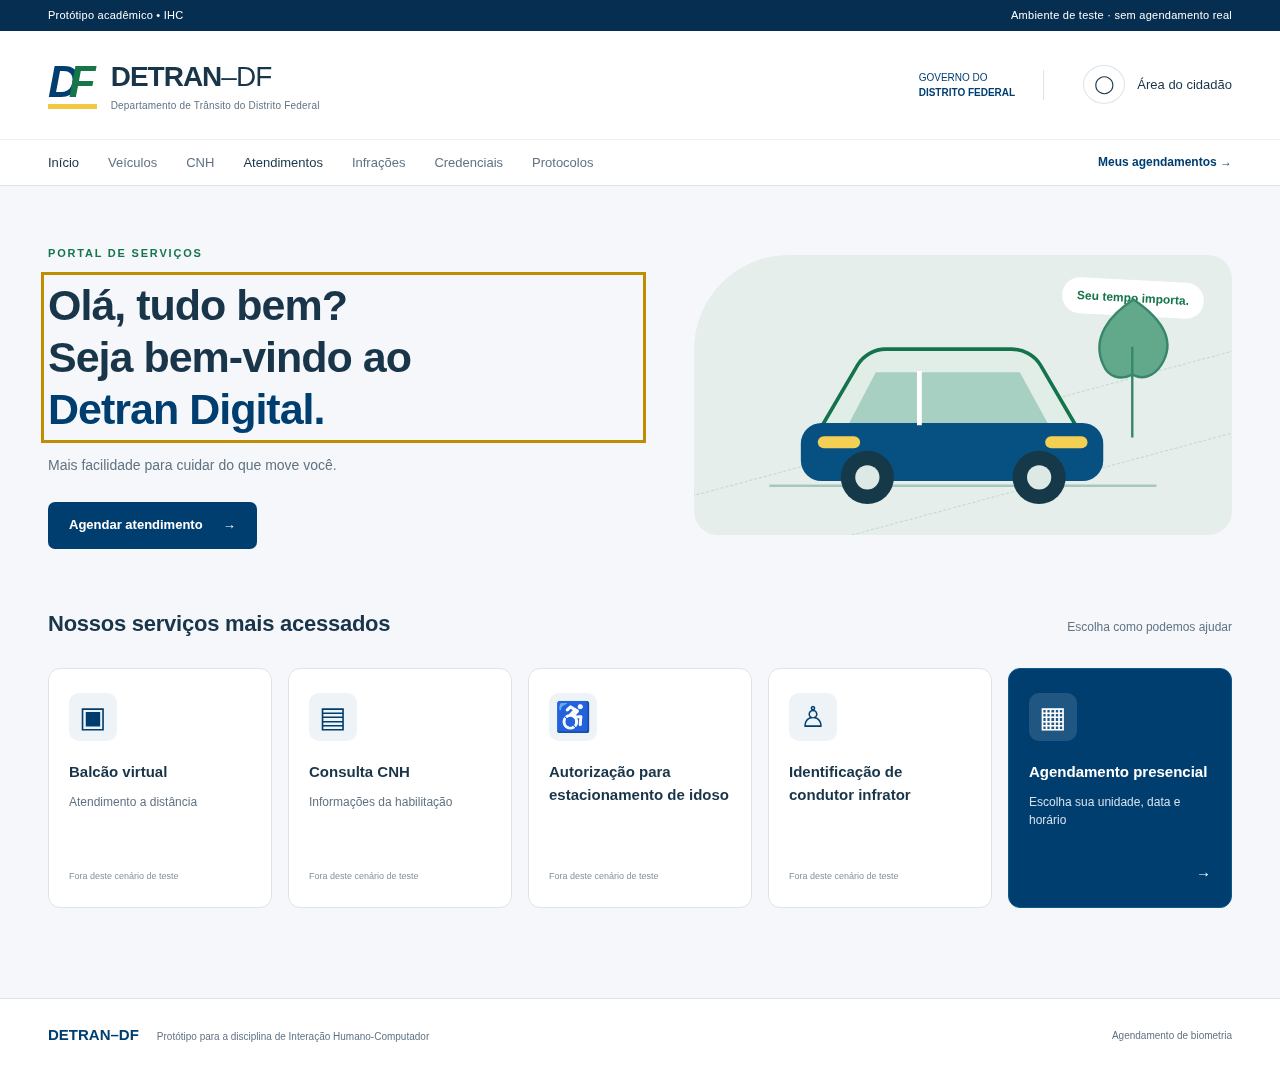 Protótipo acadêmico • IHC
Ambiente de teste · sem agendamento real
DF
DETRAN–DF
Departamento de Trânsito do Distrito Federal
GOVERNO DO
DISTRITO FEDERAL
Área do cidadão
Início
Veículos
CNH
Atendimentos
Infrações
Credenciais
Protocolos
Meus agendamentos →
PORTAL DE SERVIÇOS
Olá, tudo bem?
Seja bem-vindo ao
Detran Digital.
Mais facilidade para cuidar do que move você.
Agendar atendimento →
Seu tempo importa.
Nossos serviços mais acessados
Escolha como podemos ajudar
Balcão virtual
Atendimento a distância
Fora deste cenário de teste
Consulta CNH
Informações da habilitação
Fora deste cenário de teste
Autorização para
estacionamento de idoso
Fora deste cenário de teste
Identificação de
condutor infrator
Fora deste cenário de teste
Agendamento presencial
Escolha sua unidade, data e
horário
→
DETRAN–DF
Protótipo para a disciplina de Interação Humano-Computador
Agendamento de biometria